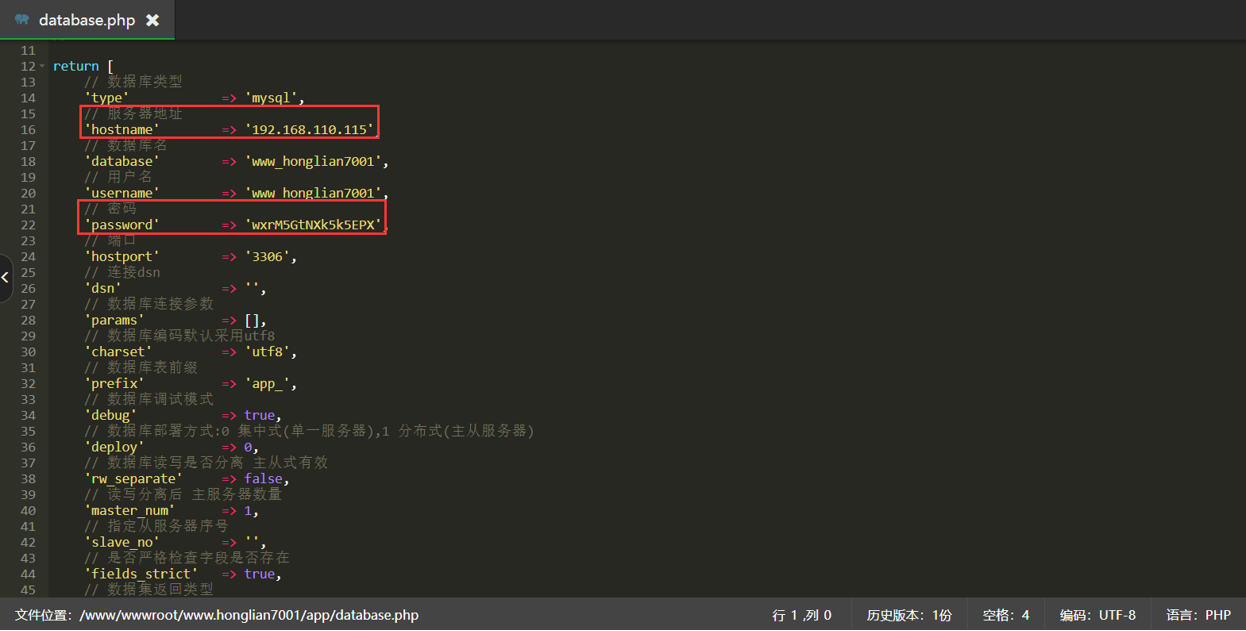 database.php
11
12 return [
13 // 数据库类型
14 'type' => 'mysql',
15 // 服务器地址
16 'hostname' => '192.168.110.115',
17 // 数据库名
18 'database' => 'www_honglian7001',
19 // 用户名
20 'username' => 'www_honglian7001',
21 // 密码
22 'password' => 'wxrM5GtNXk5k5EPX',
23 // 端口
24 'hostport' => '3306',
25 // 连接dsn
26 'dsn' => '',
27 // 数据库连接参数
28 'params' => [],
29 // 数据库编码默认采用utf8
30 'charset' => 'utf8',
31 // 数据库表前缀
32 'prefix' => 'app_',
33 // 数据库调试模式
34 'debug' => true,
35 // 数据库部署方式:0 集中式(单一服务器),1 分布式(主从服务器)
36 'deploy' => 0,
37 // 数据库读写是否分离 主从式有效
38 'rw_separate' => false,
39 // 读写分离后 主服务器数量
40 'master_num' => 1,
41 // 指定从服务器序号
42 'slave_no' => '',
43 // 是否严格检查字段是否存在
44 'fields_strict' => true,
45 // 数据集返回类型
文件位置: /www/wwwroot/www.honglian7001/app/database.php 行 1 ,列 0 历史版本: 1份 空格: 4 编码: UTF-8 语言: PHP